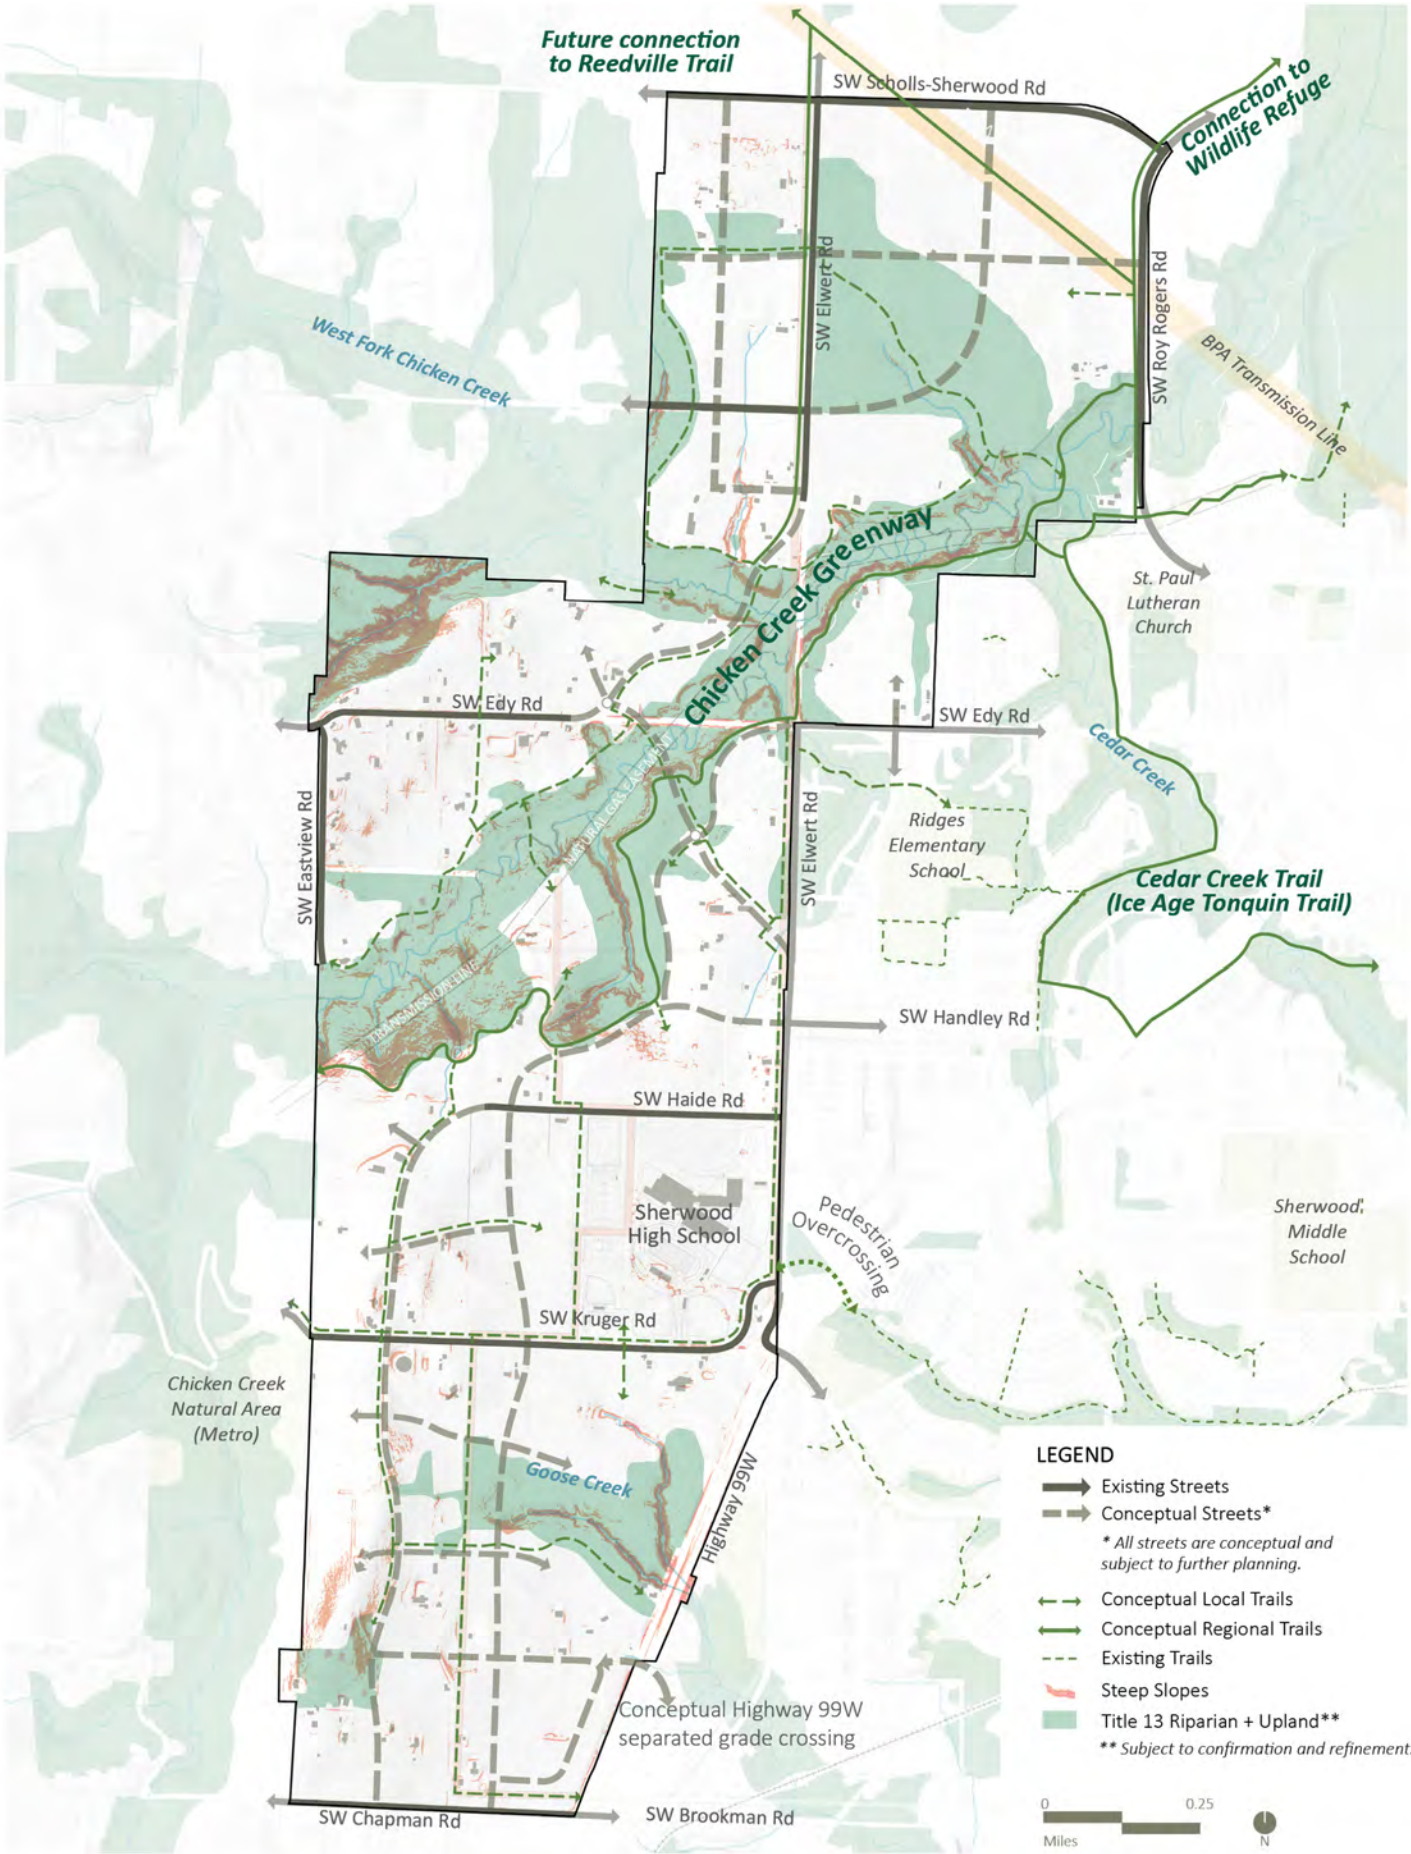 Future connection
to Reedville Trail
SW Scholls-Sherwood Rd
Connection to
Wildlife Refuge
SW Elwert Rd
SW Roy Rogers Rd
West Fork Chicken Creek
BPA Transmission Line
Chicken Creek Greenway
St. Paul
Lutheran
Church
SW Edy Rd
SW Edy Rd
NATURAL GAS EASEMENT
Cedar Creek
SW Eastview Rd
SW Elwert Rd
Ridges
Elementary
School
Cedar Creek Trail
(Ice Age Tonquin Trail)
TRANSMISSION LINE
SW Handley Rd
SW Haide Rd
Sherwood
High School
Pedestrian
Overcrossing
Sherwood
Middle
School
SW Kruger Rd
Chicken Creek
Natural Area
(Metro)
Goose Creek
Highway 99W
Conceptual Highway 99W
separated grade crossing
SW Chapman Rd
SW Brookman Rd
LEGEND
Existing Streets
Conceptual Streets*
* All streets are conceptual and
subject to further planning.
Conceptual Local Trails
Conceptual Regional Trails
Existing Trails
Steep Slopes
Title 13 Riparian + Upland**
** Subject to confirmation and refinement.
0 0.25
Miles
N